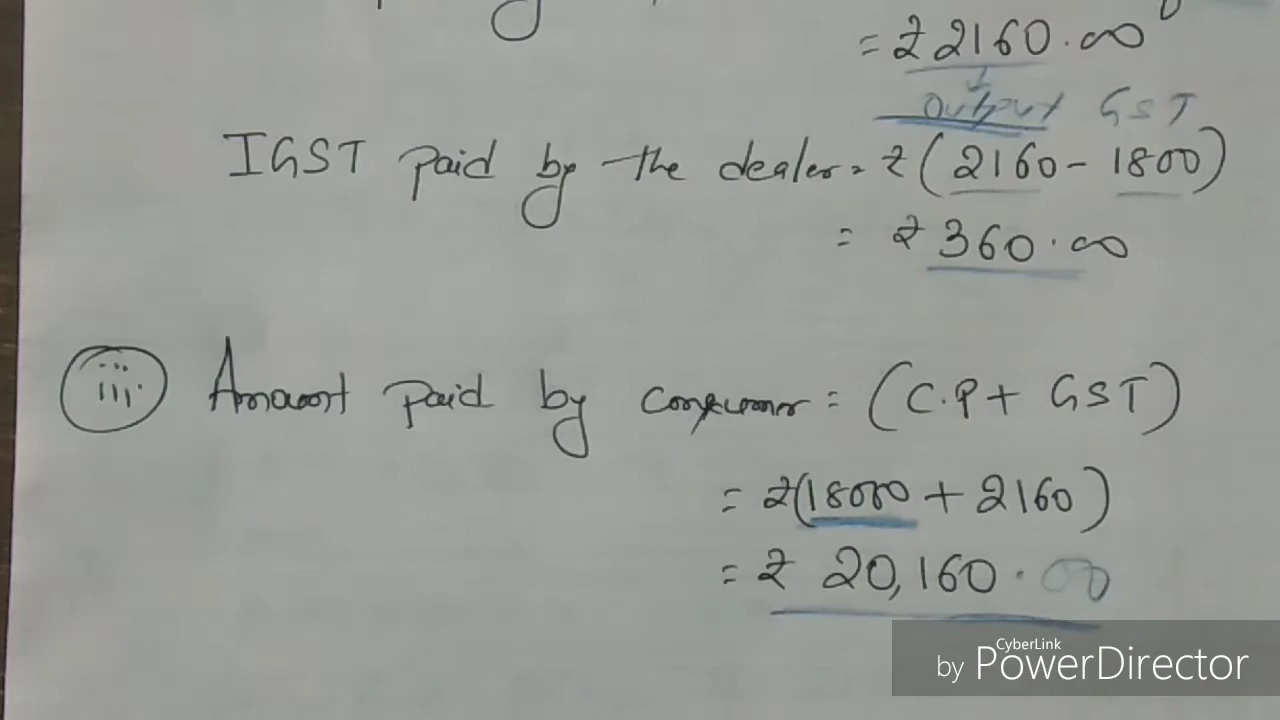 = ₹2160.00
Output GST
IGST paid by the dealer = ₹(2160-1800)
= ₹360.00
iii Amount paid by consumer = (C.P+ GST)
= ₹(18000 + 2160)
= ₹ 20,160.00
CyberLink
by PowerDirector